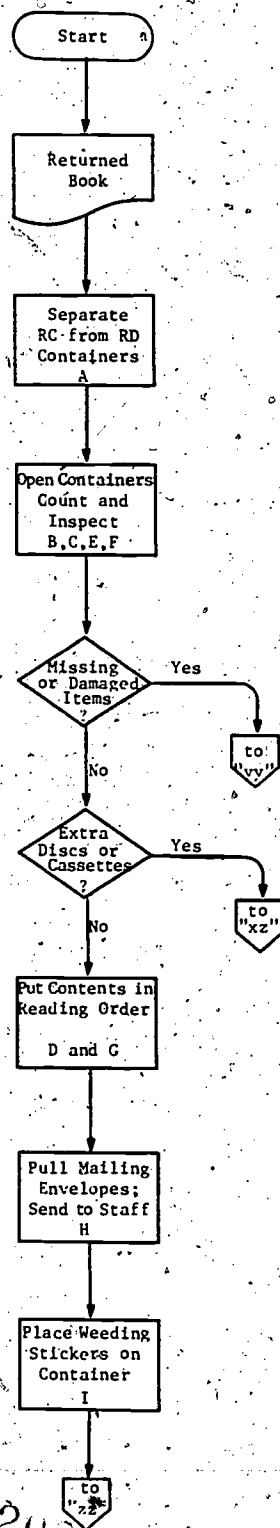 Start
Returned
Book
Separate
RC from RD
Containers
A
Open Containers
Count and
Inspect
B,C,E,F
Missing
or Damaged
Items
?
Yes
to
"vv"
No
Extra
Discs or
Cassettes
?
Yes
to
"xz"
No
Put Contents in
Reading Order
D and G
Pull Mailing
Envelopes;
Send to Staff
H
Place Weeding
Stickers on
Container
I
to
"zz"